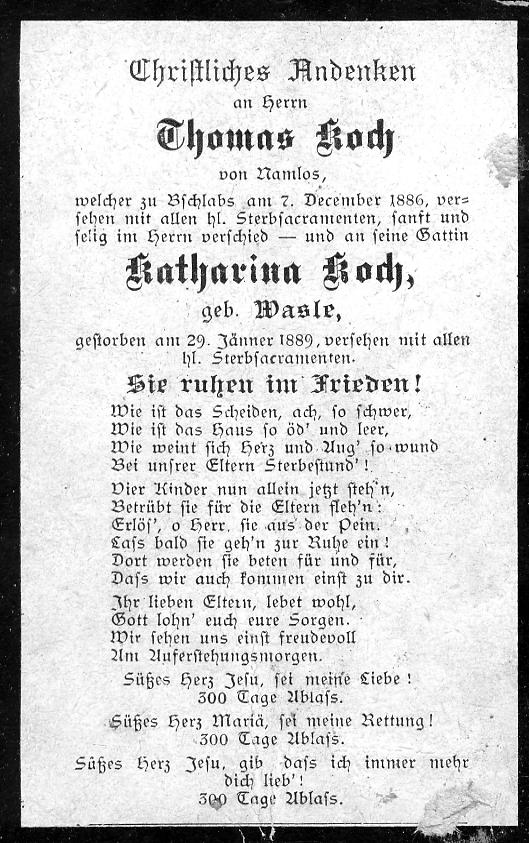 Christliches Andenken
an Herrn
Thomas Koch
von Namlos,
welcher zu Bschlabs am 7. December 1886, ver=
sehen mit allen hl. Sterbsacramenten, sanft und
selig im Herrn verschied — und an seine Gattin
Katharina Koch,
geb. Wasle,
gestorben am 29. Jänner 1889, versehen mit allen
hl. Sterbsacramenten.
Sie ruhen im Frieden!
Wie ist das Scheiden, ach, so schwer,
Wie ist das Haus so öd' und leer,
Wie weint sich Herz und Aug' so wund
Bei unsrer Eltern Sterbestund'!
Vier Kinder nun allein jetzt steh'n,
Betrübt sie für die Eltern fleh'n:
Erlös', o Herr, sie aus der Pein.
Lass bald sie geh'n zur Ruhe ein!
Dort werden sie beten für und für,
Dass wir auch kommen einst zu dir.
Ihr lieben Eltern, lebet wohl,
Gott lohn' euch eure Sorgen.
Wir sehen uns einst freudevoll
Am Auferstehungsmorgen.
Süßes Herz Jesu, sei meine Liebe!
300 Tage Ablass.
Süßes Herz Mariä, sei meine Rettung!
300 Tage Ablass.
Süßes Herz Jesu, gib dass ich immer mehr
dich lieb'!
300 Tage Ablass.